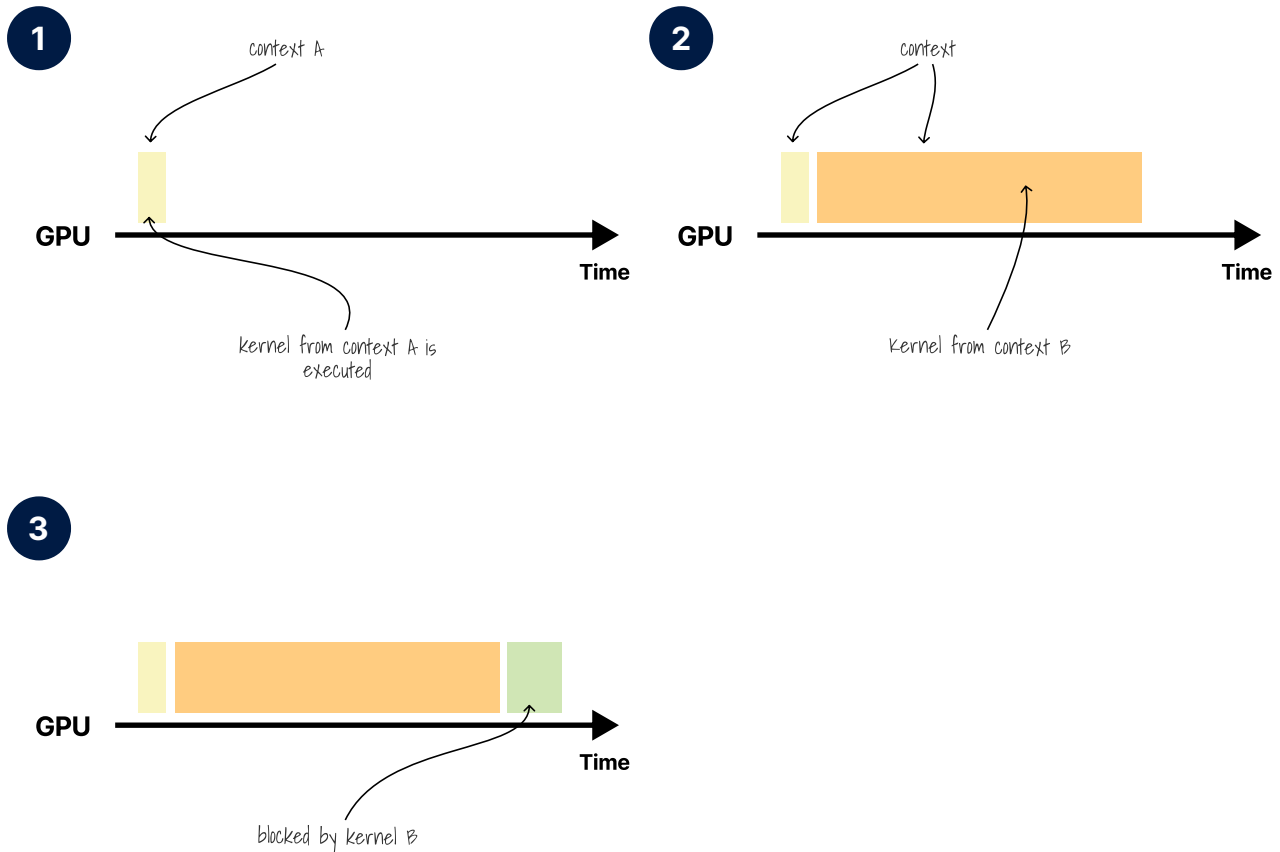 1
context A
GPU
Time
kernel from context A is
executed
2
context
GPU
Time
Kernel from context B
3
GPU
Time
blocked by kernel B